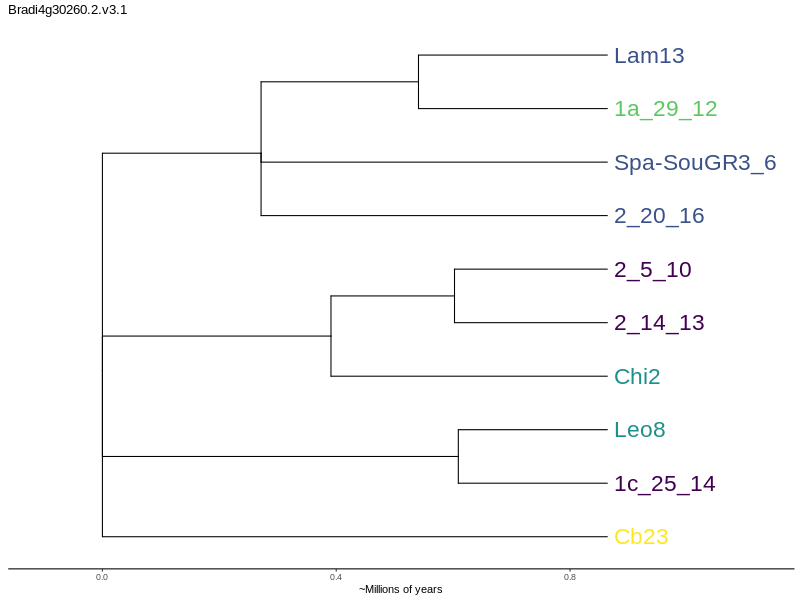 Bradi4g30260.2.v3.1
Lam13
1a_29_12
Spa-SouGR3_6
2_20_16
2_5_10
2_14_13
Chi2
Leo8
1c_25_14
Cb23
0.0 0.4 0.8
~Millions of years